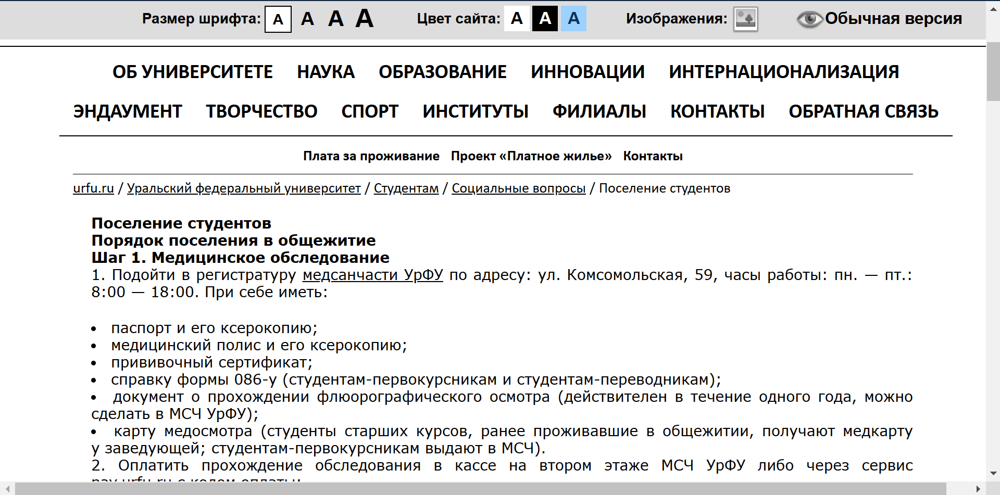 Размер шрифта: А А А А Цвет сайта: А А А Изображения: Обычная версия
ОБ УНИВЕРСИТЕТЕ НАУКА ОБРАЗОВАНИЕ ИННОВАЦИИ ИНТЕРНАЦИОНАЛИЗАЦИЯ
ЭНДАУМЕНТ ТВОРЧЕСТВО СПОРТ ИНСТИТУТЫ ФИЛИАЛЫ КОНТАКТЫ ОБРАТНАЯ СВЯЗЬ
Плата за проживание Проект «Платное жилье» Контакты
urfu.ru / Уральский федеральный университет / Студентам / Социальные вопросы / Поселение студентов
Поселение студентов
Порядок поселения в общежитие
Шаг 1. Медицинское обследование
1. Подойти в регистратуру медсанчасти УрФУ по адресу: ул. Комсомольская, 59, часы работы: пн. — пт.:
8:00 — 18:00. При себе иметь:
• паспорт и его ксерокопию;
• медицинский полис и его ксерокопию;
• прививочный сертификат;
• справку формы 086-у (студентам-первокурсникам и студентам-переводникам);
• документ о прохождении флюорографического осмотра (действителен в течение одного года, можно
сделать в МСЧ УрФУ);
• карту медосмотра (студенты старших курсов, ранее проживавшие в общежитии, получают медкарту
у заведующей; студентам-первокурсникам выдают в МСЧ).
2. Оплатить прохождение обследования в кассе на втором этаже МСЧ УрФУ либо через сервис
pay.urfu.ru с кодом оплаты: